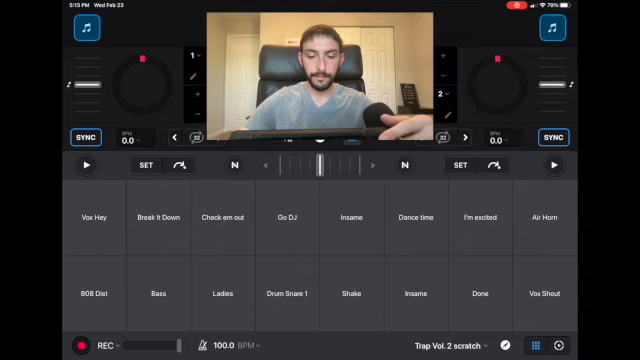 5:13 PM Wed Feb 23
79%
1
2
SYNC
BPM
0.0
32
32
BPM
0.0
SYNC
SET
N
N
SET
Vox Hey
Break It Down
Check em out
Go DJ
Insame
Dance time
I'm excited
Air Horn
808 Dist
Bass
Ladies
Drum Snare 1
Shake
Insame
Done
Vox Shout
REC
100.0 BPM
Trap Vol. 2 scratch